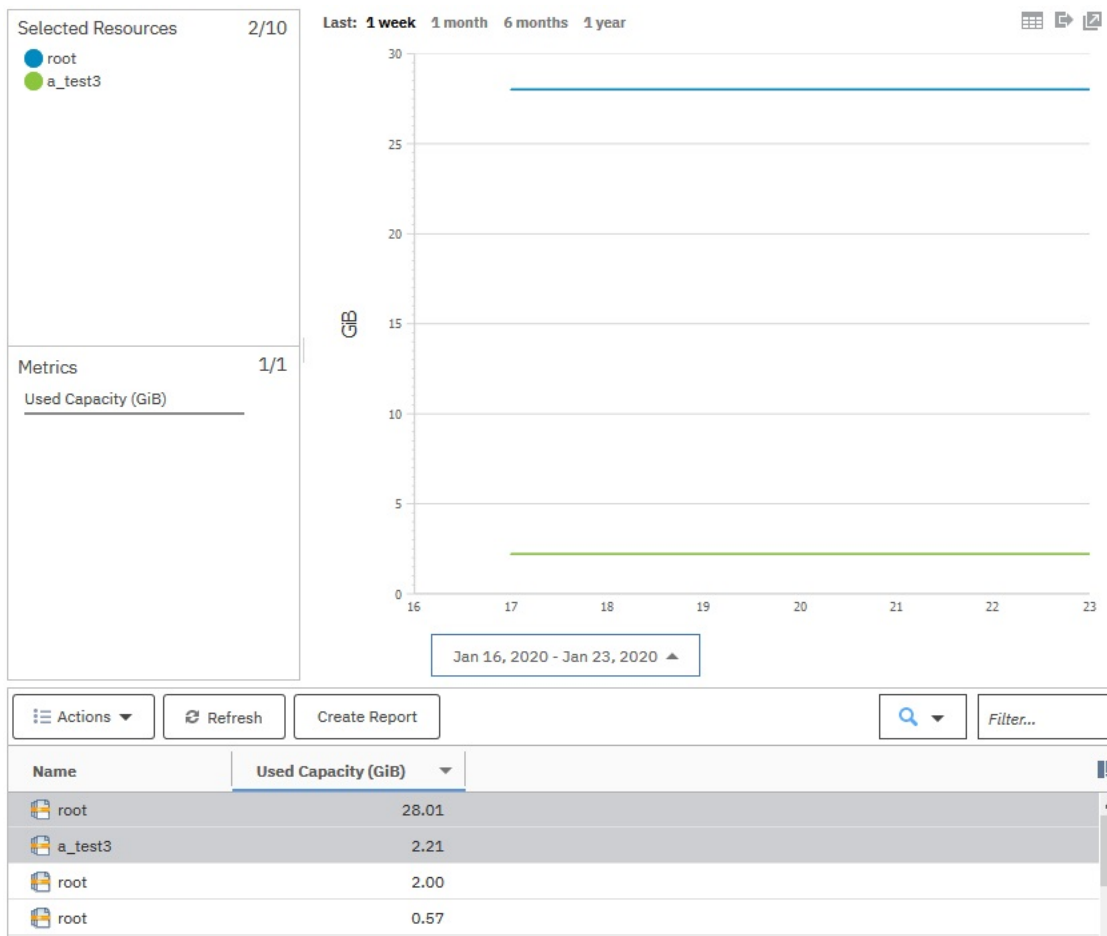 Selected Resources 2/10
root
a_test3
Metrics 1/1
Used Capacity (GiB)
Last: 1 week 1 month 6 months 1 year
30
25
20
15
10
5
0
GiB
16 17 18 19 20 21 22 23
Jan 16, 2020 - Jan 23, 2020
Actions Refresh Create Report Filter...
Name Used Capacity (GiB)
root 28.01
a_test3 2.21
root 2.00
root 0.57